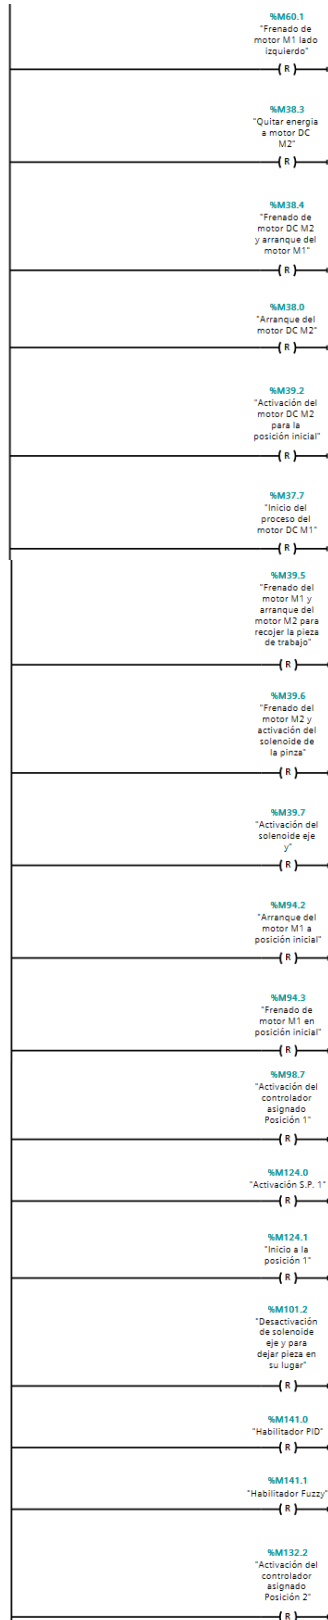 %M60.1
"Frenado de
motor M1 lado
izquierdo"
( R )
%M38.3
"Quitar energia
a motor DC
M2"
( R )
%M38.4
"Frenado de
motor DC M2
y arranque del
motor M1"
( R )
%M38.0
"Arranque del
motor DC M2"
( R )
%M39.2
"Activación del
motor DC M2
para la
posición inicial"
( R )
%M37.7
"Inicio del
proceso del
motor DC M1"
( R )
%M39.5
"Frenado del
motor M1 y
arranque del
motor M2 para
recojer la pieza
de trabajo"
( R )
%M39.6
"Frenado del
motor M2 y
activación del
solenoide de
la pinza"
( R )
%M39.7
"Activación del
solenoide eje
y"
( R )
%M94.2
"Arranque del
motor M1 a
posición inicial"
( R )
%M94.3
"Frenado de
motor M1 en
posición inicial"
( R )
%M98.7
"Activación del
controlador
asignado
Posición 1"
( R )
%M124.0
"Activación S.P. 1"
( R )
%M124.1
"Inicio a la
posición 1"
( R )
%M101.2
"Desactivación
de solenoide
eje y para
dejar pieza en
su lugar"
( R )
%M141.0
"Habilitador PID"
( R )
%M141.1
"Habilitador Fuzzy"
( R )
%M132.2
"Activación del
controlador
asignado
Posición 2"
( R )